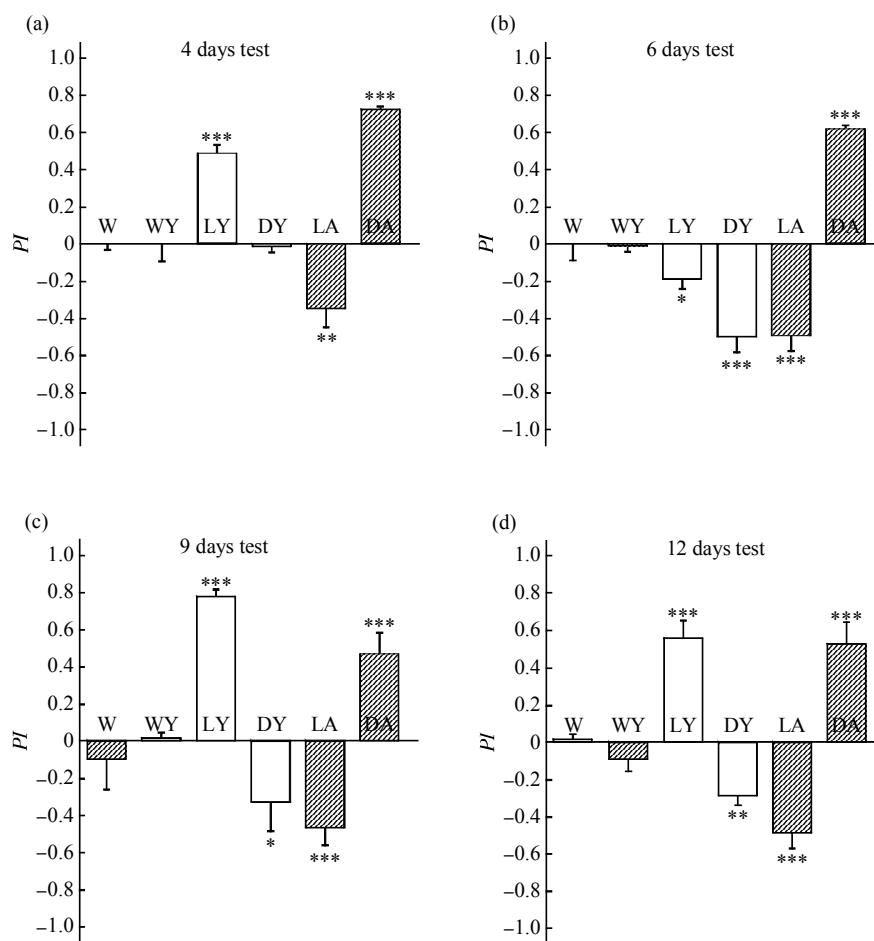 (a)
4 days test
1.0
0.8
0.6
0.4
0.2
0
−0.2
−0.4
−0.6
−0.8
−1.0
PI
W WY LY DY LA DA
*** ** ***
(b)
6 days test
1.0
0.8
0.6
0.4
0.2
0
−0.2
−0.4
−0.6
−0.8
−1.0
PI
W WY LY DY LA DA
* *** *** ***
(c)
9 days test
1.0
0.8
0.6
0.4
0.2
0
−0.2
−0.4
−0.6
−0.8
−1.0
PI
W WY LY DY LA DA
*** * *** ***
(d)
12 days test
1.0
0.8
0.6
0.4
0.2
0
−0.2
−0.4
−0.6
−0.8
−1.0
PI
W WY LY DY LA DA
*** ** *** ***